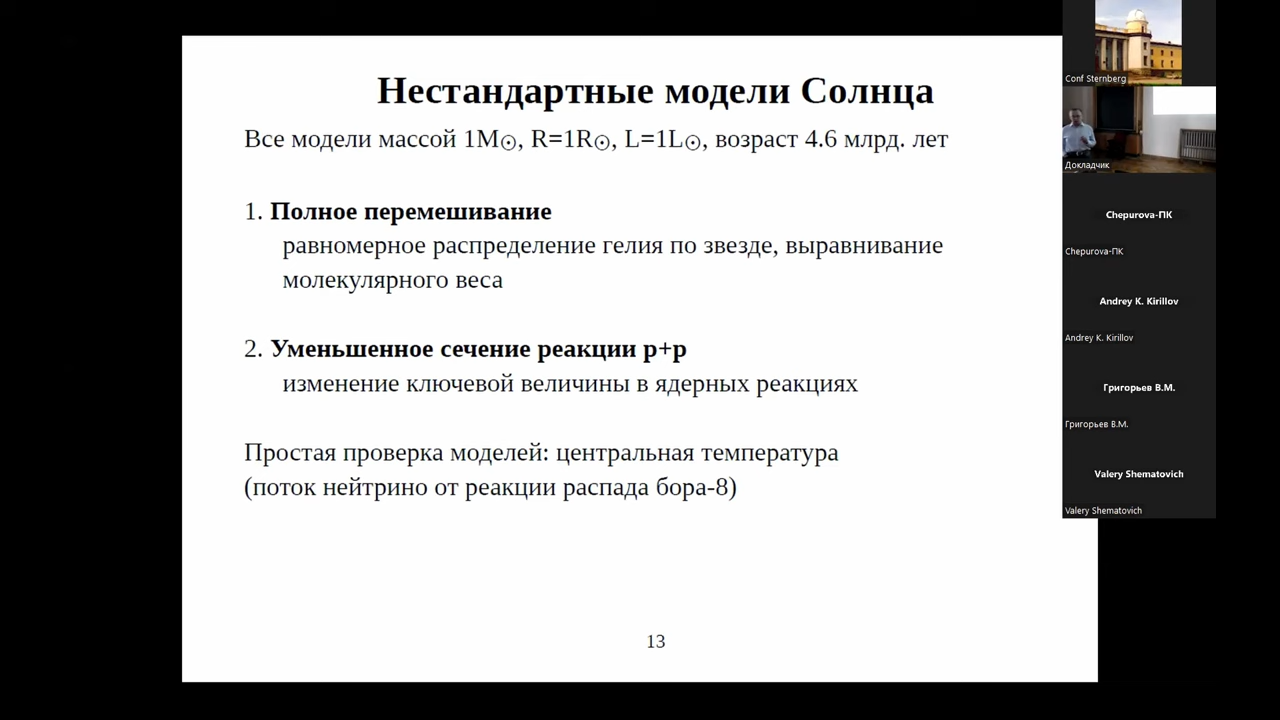 Нестандартные модели Солнца
Все модели массой 1M☉, R=1R☉, L=1L☉, возраст 4.6 млрд. лет
1. Полное перемешивание
равномерное распределение гелия по звезде, выравнивание
молекулярного веса
2. Уменьшенное сечение реакции p+p
изменение ключевой величины в ядерных реакциях
Простая проверка моделей: центральная температура
(поток нейтрино от реакции распада бора-8)
13
Conf Sternberg
Докладчик
Chepurova-ПК
Chepurova-ПК
Andrey K. Kirillov
Andrey K. Kirillov
Григорьев В.М.
Григорьев В.М.
Valery Shematovich
Valery Shematovich